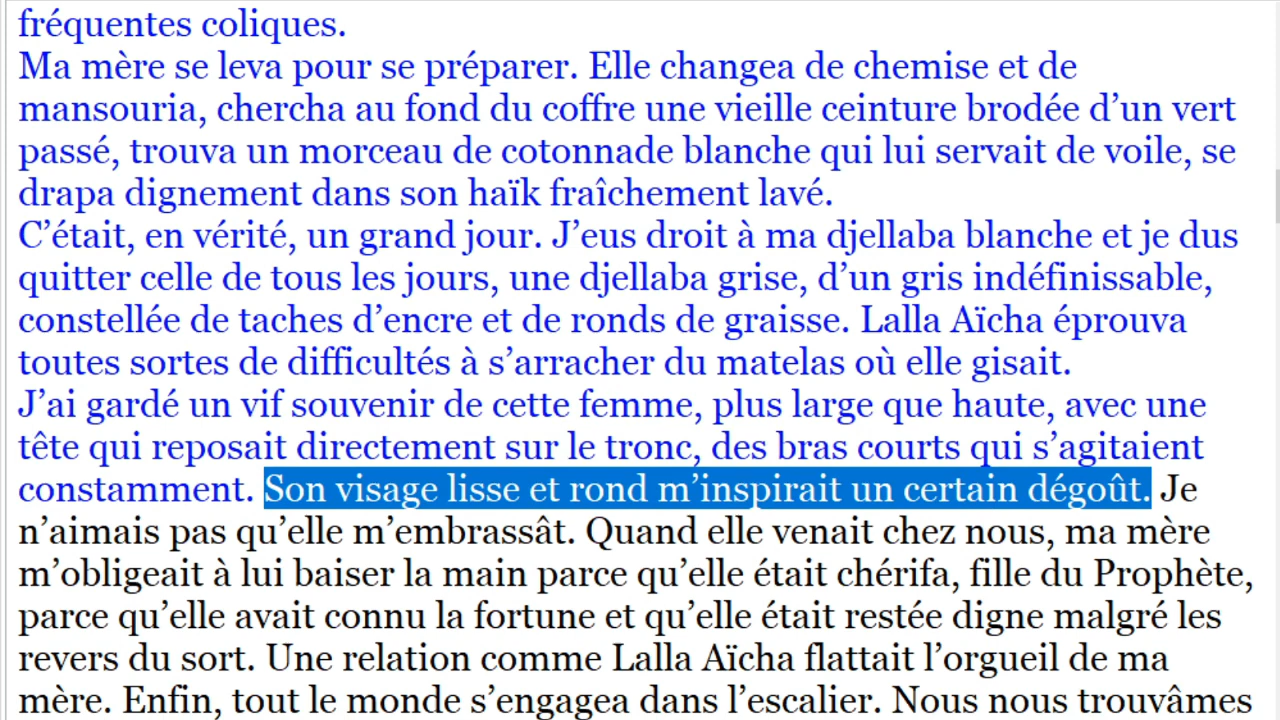 fréquentes coliques.
Ma mère se leva pour se préparer. Elle changea de chemise et de
mansouria, chercha au fond du coffre une vieille ceinture brodée d’un vert
passé, trouva un morceau de cotonnade blanche qui lui servait de voile, se
drapa dignement dans son haïk fraîchement lavé.
C’était, en vérité, un grand jour. J’eus droit à ma djellaba blanche et je dus
quitter celle de tous les jours, une djellaba grise, d’un gris indéfinissable,
constellée de taches d’encre et de ronds de graisse. Lalla Aïcha éprouva
toutes sortes de difficultés à s’arracher du matelas où elle gisait.
J’ai gardé un vif souvenir de cette femme, plus large que haute, avec une
tête qui reposait directement sur le tronc, des bras courts qui s’agitaient
constamment. Son visage lisse et rond m’inspirait un certain dégoût. Je
n’aimais pas qu’elle m’embrassât. Quand elle venait chez nous, ma mère
m’obligeait à lui baiser la main parce qu’elle était chérifa, fille du Prophète,
parce qu’elle avait connu la fortune et qu’elle était restée digne malgré les
revers du sort. Une relation comme Lalla Aïcha flattait l’orgueil de ma
mère. Enfin, tout le monde s’engagea dans l’escalier. Nous nous trouvâmes